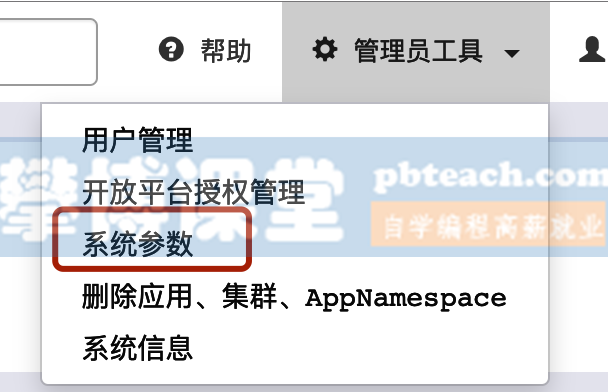 帮助 管理员工具
用户管理
开放平台授权管理
系统参数
删除应用、集群、AppNamespace
系统信息
攀博课堂 pbteach.com
自学编程高薪就业